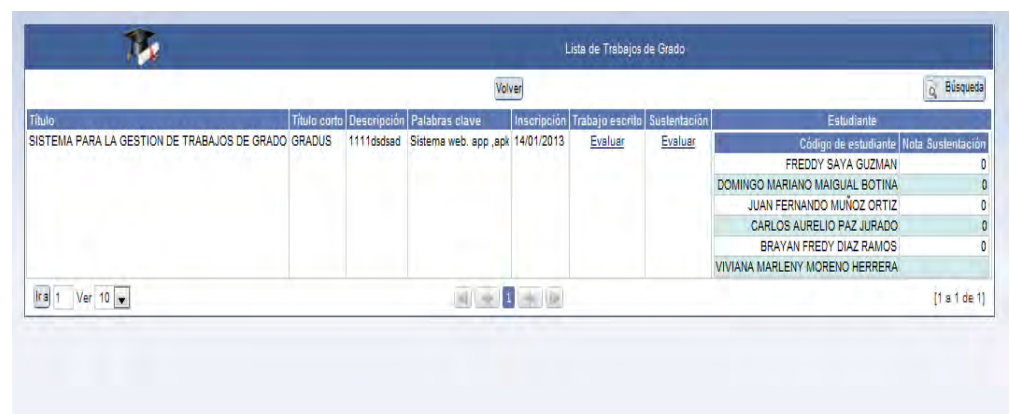 Lista de Trabajos de Grado
Volver
Búsqueda
Título Título corto Descripción Palabras clave Inscripción Trabajo escrito Sustentación Estudiante
SISTEMA PARA LA GESTION DE TRABAJOS DE GRADO GRADUS 1111dsdsad Sistema web. app ,apk 14/01/2013 Evaluar Evaluar
Código de estudiante Nota Sustentación
FREDDY SAYA GUZMAN 0
DOMINGO MARIANO MAIGUAL BOTINA 0
JUAN FERNANDO MUÑOZ ORTIZ 0
CARLOS AURELIO PAZ JURADO 0
BRAYAN FREDY DIAZ RAMOS 0
VIVIANA MARLENY MORENO HERRERA
Ir a 1 Ver 10 1 [1 a 1 de 1]